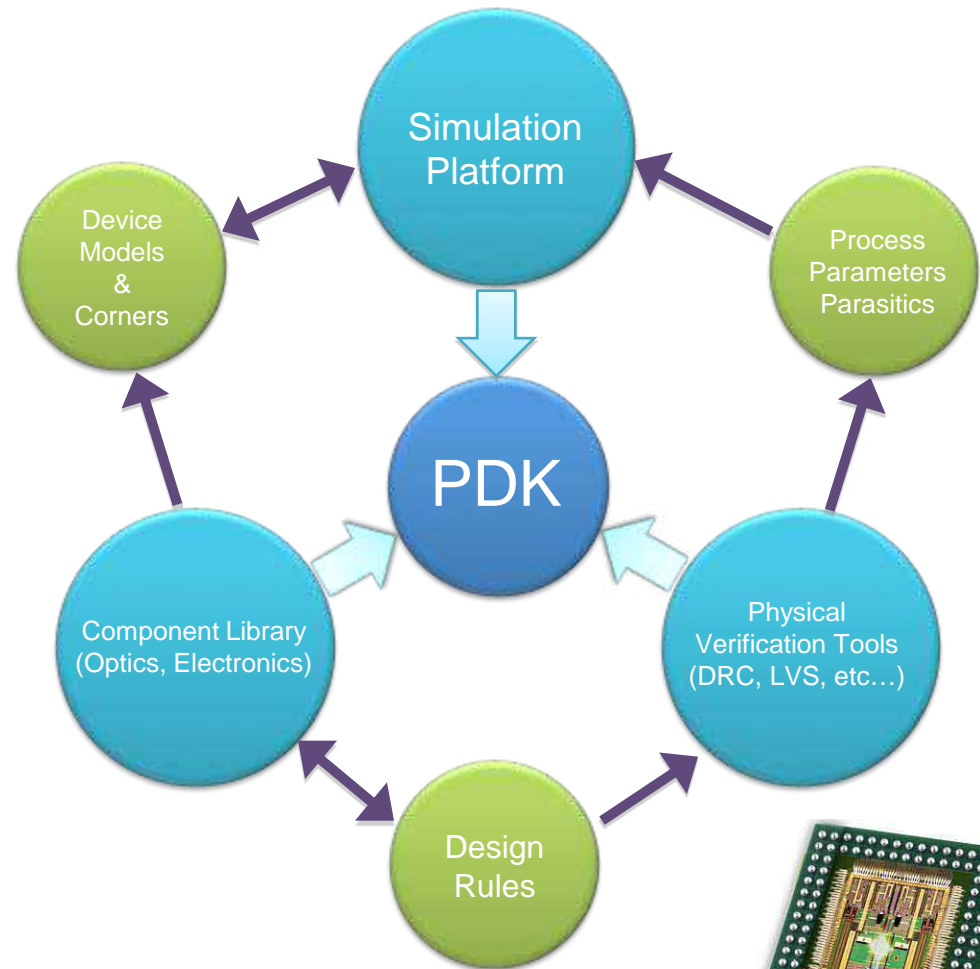 Simulation
Platform
Device
Models
&
Corners
Process
Parameters
Parasitics
PDK
Component Library
(Optics, Electronics)
Physical
Verification Tools
(DRC, LVS, etc…)
Design
Rules